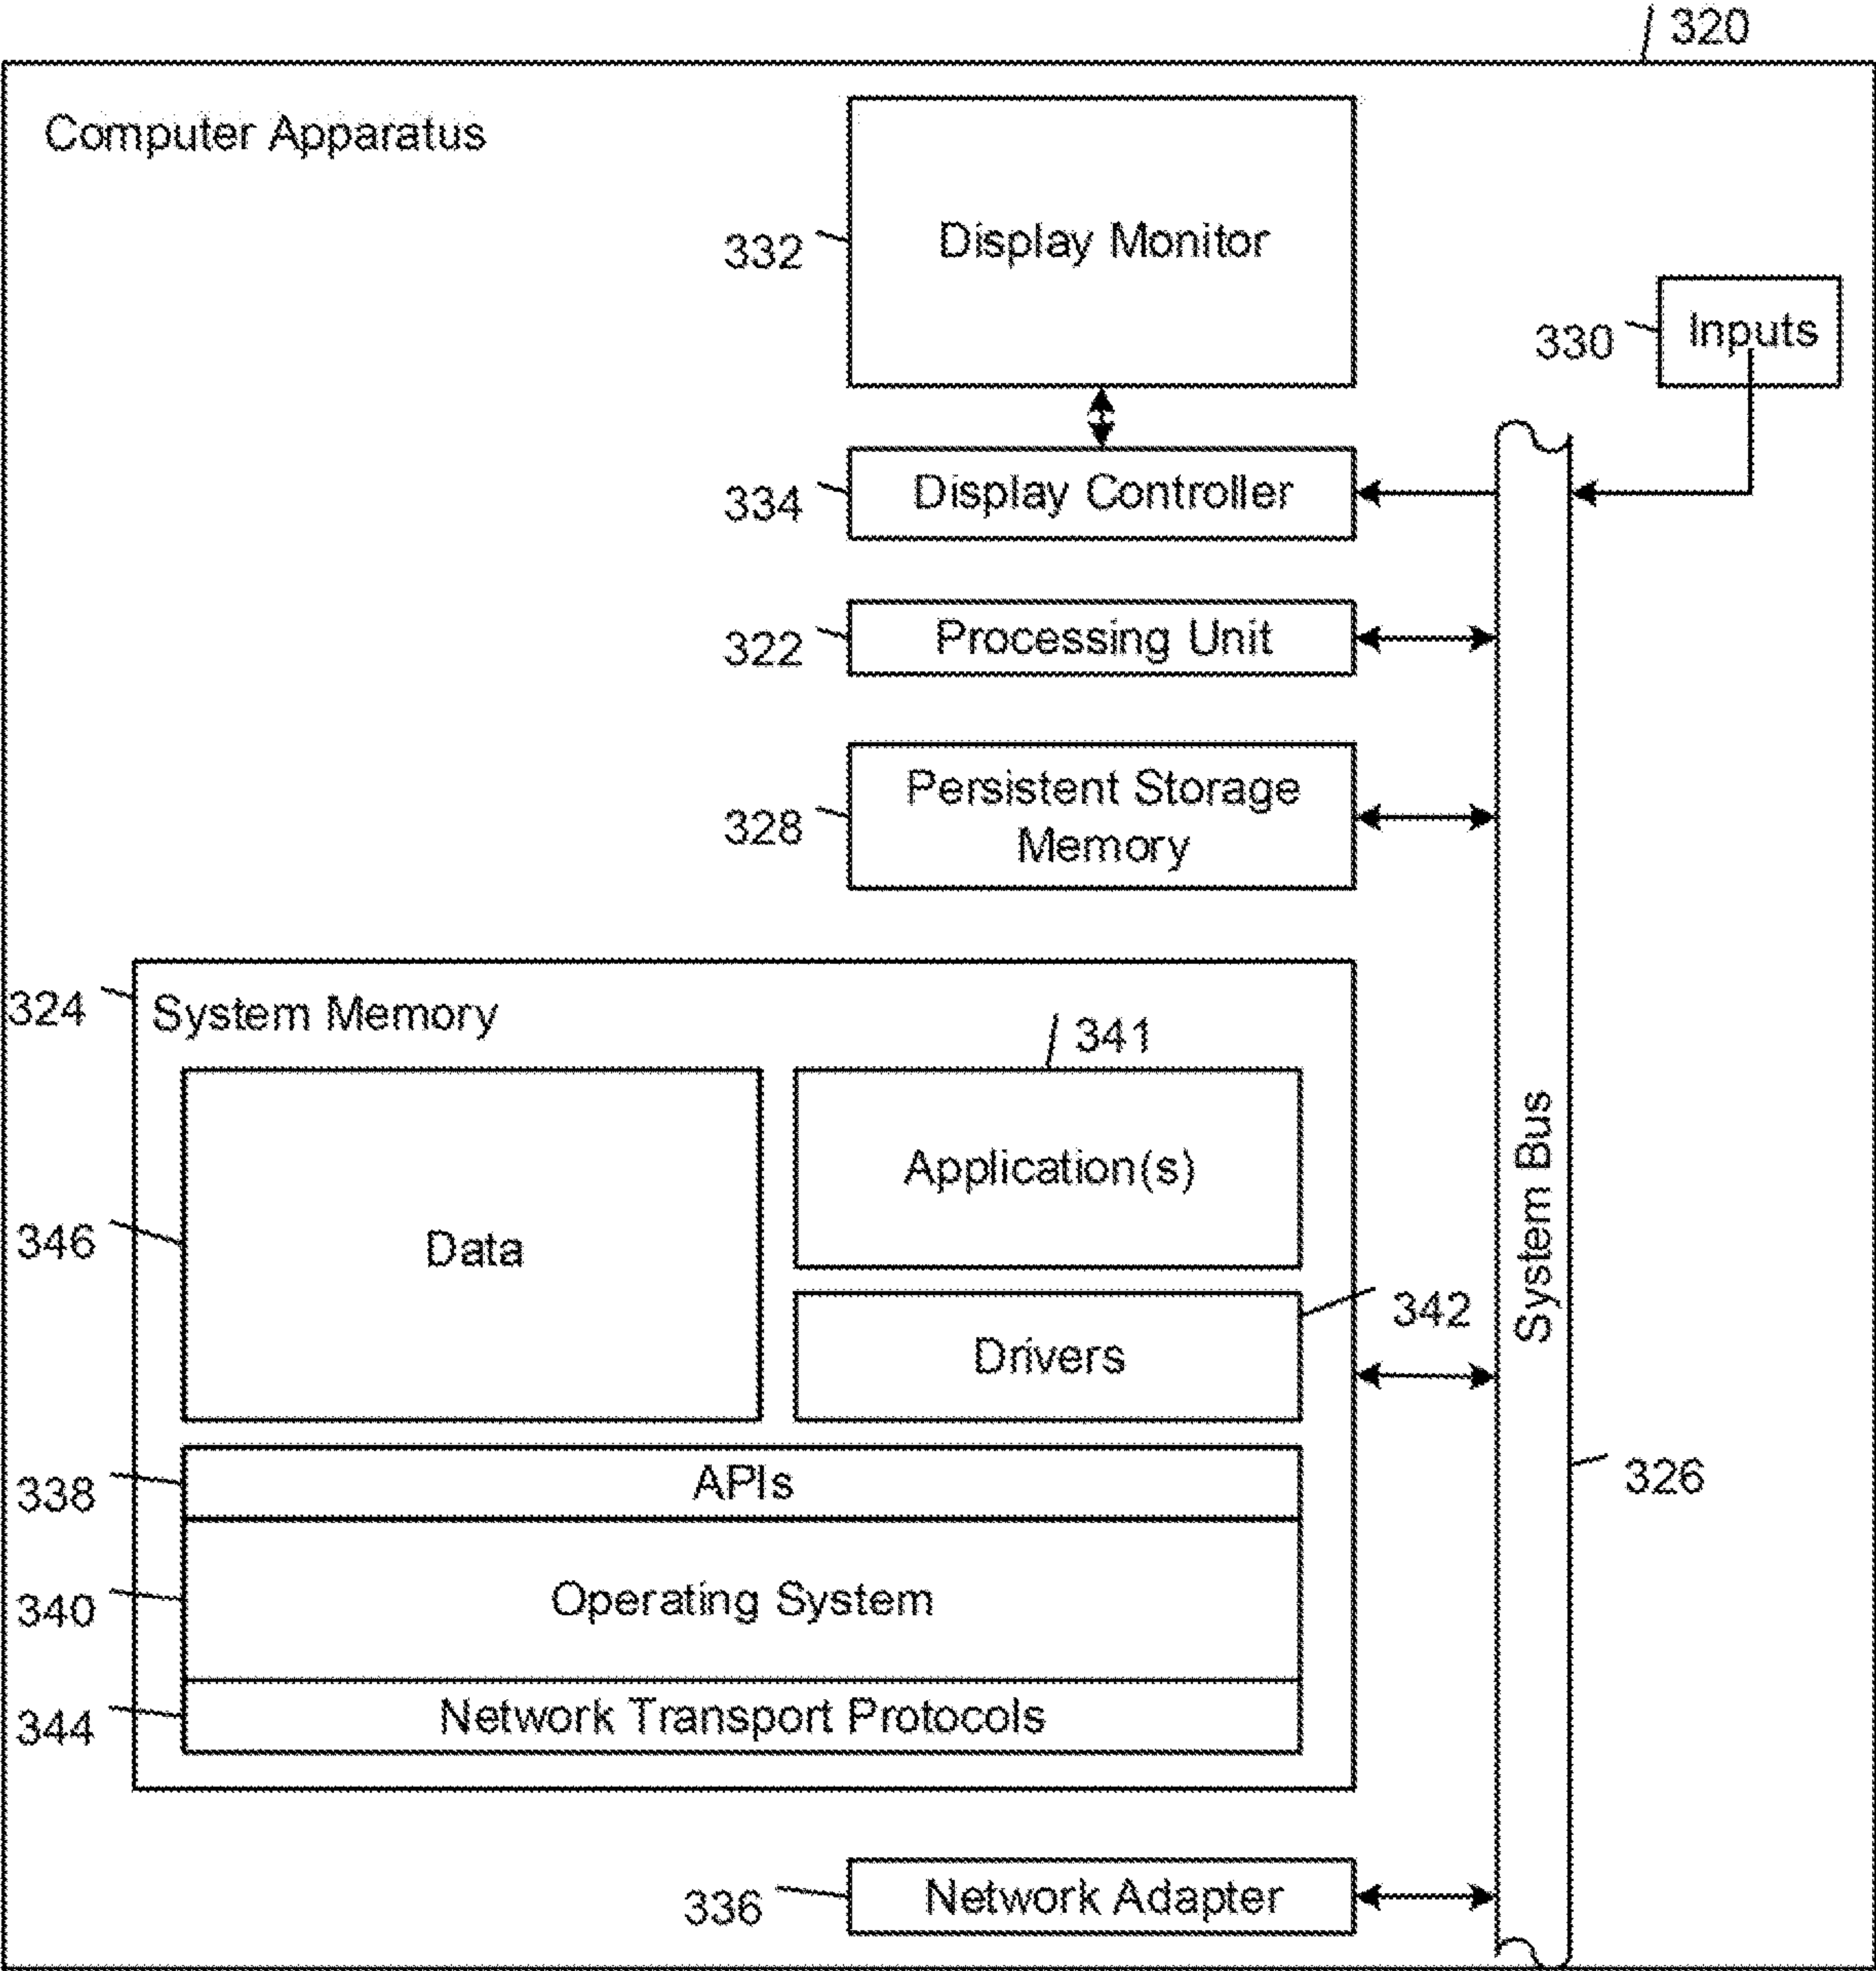 320
Computer Apparatus
332
Display Monitor
330
Inputs
334
Display Controller
322
Processing Unit
328
Persistent Storage
Memory
324
System Memory
341
Application(s)
346
Data
342
Drivers
System Bus
338
APIs
326
340
Operating System
344
Network Transport Protocols
336
Network Adapter